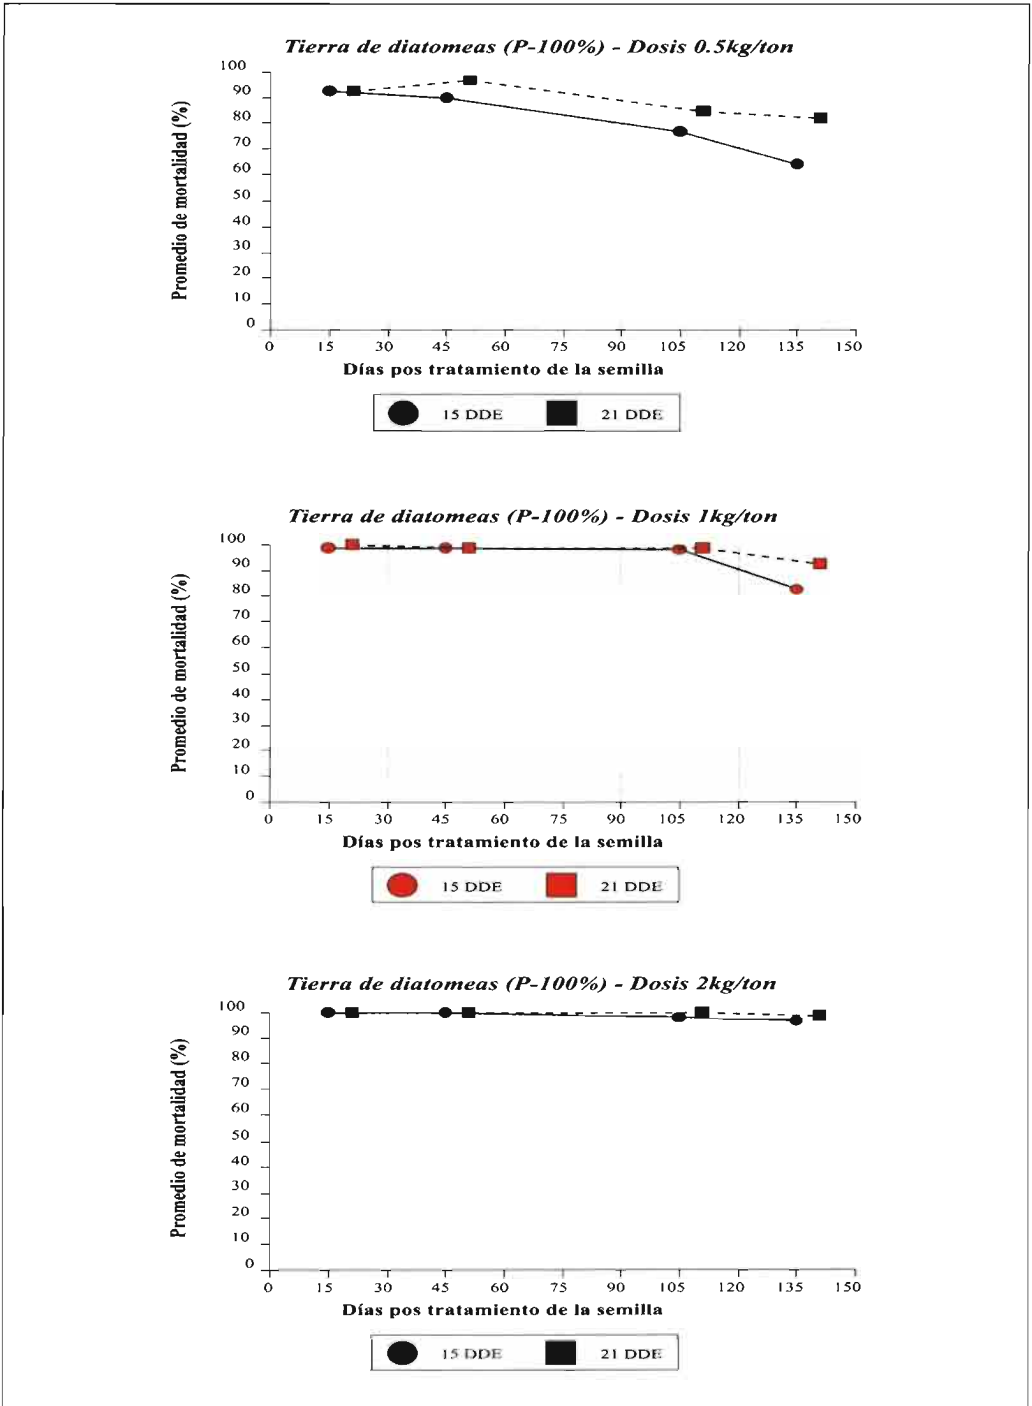 Tierra de diatomeas (P-100%) - Dosis 0.5kg/ton
Promedio de mortalidad (%)
100
90
80
70
60
50
40
30
20
10
0
0 15 30 45 60 75 90 105 120 135 150
Días pos tratamiento de la semilla
15 DDE 21 DDE
Tierra de diatomeas (P-100%) - Dosis 1kg/ton
Promedio de mortalidad (%)
100
90
80
70
60
50
40
30
20
10
0
0 15 30 45 60 75 90 105 120 135 150
Días pos tratamiento de la semilla
15 DDE 21 DDE
Tierra de diatomeas (P-100%) - Dosis 2kg/ton
Promedio de mortalidad (%)
100
90
80
70
60
50
40
30
20
10
0
0 15 30 45 60 75 90 105 120 135 150
Días pos tratamiento de la semilla
15 DDE 21 DDE